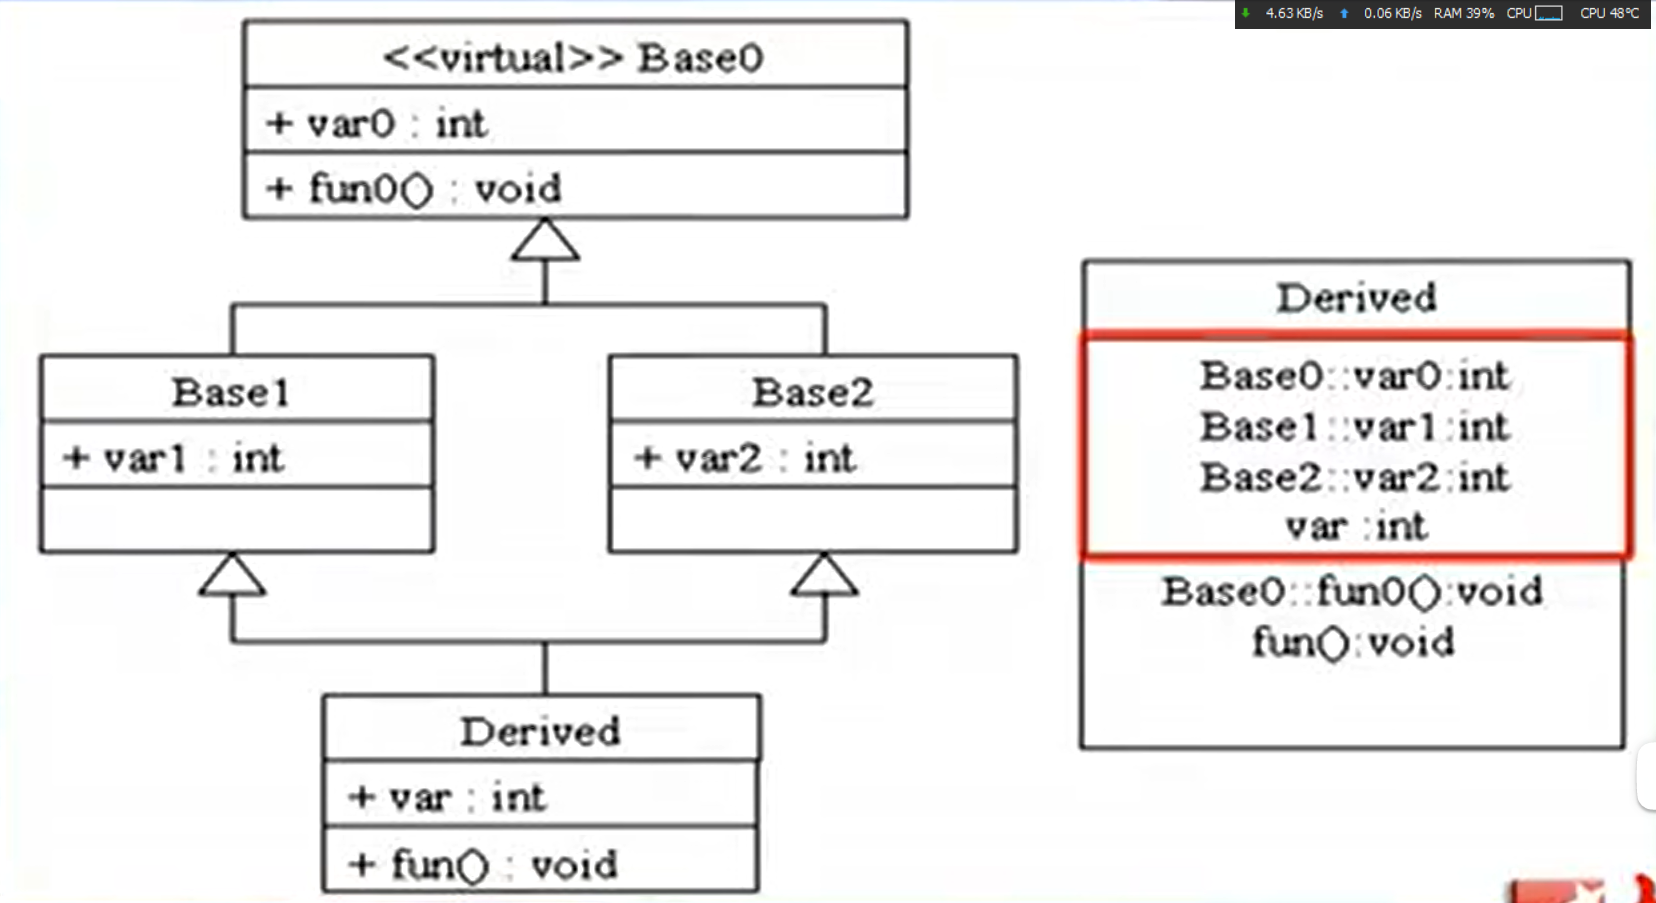 4.63 KB/s 0.06 KB/s RAM 39% CPU CPU 48°C
<<virtual>> Base0
+ var0 : int
+ fun0() : void
Base1
+ var1 : int
Base2
+ var2 : int
Derived
+ var : int
+ fun() : void
Derived
Base0::var0:int
Base1::var1:int
Base2::var2:int
var :int
Base0::fun0():void
fun():void